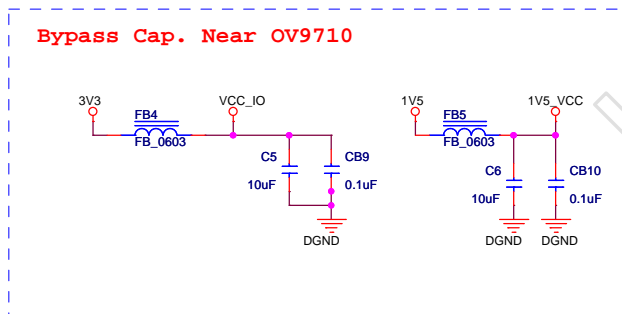 Bypass Cap. Near OV9710
3V3
VCC_IO
1V5
1V5_VCC
FB4
FB5
FB_0603
FB_0603
C5
CB9
C6
CB10
10uF
0.1uF
10uF
0.1uF
DGND
DGND
DGND